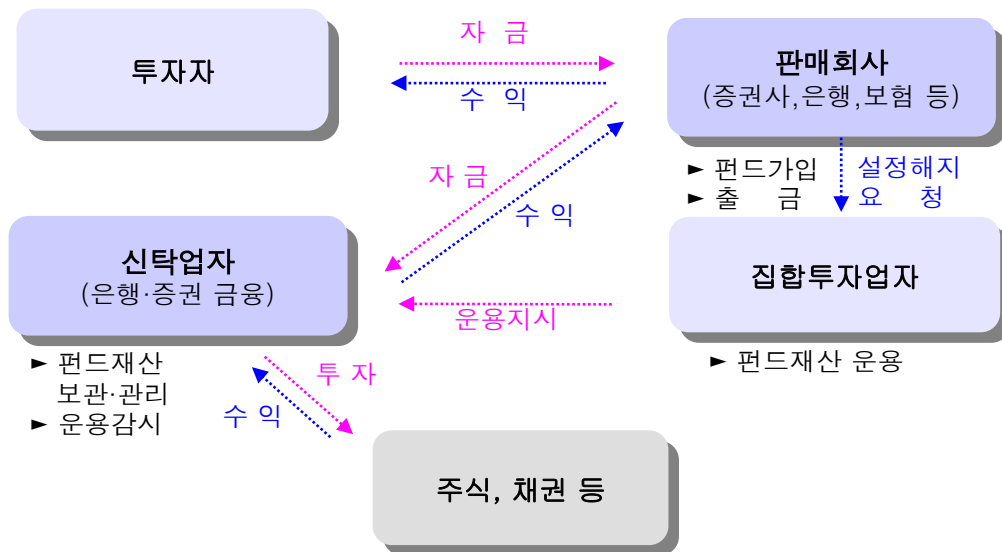 자 금
투자자
수 익
판매회사
(증권사,은행,보험 등)
► 펀드가입
► 출 금
설정해지
요 청
자 금
수 익
신탁업자
(은행·증권 금융)
집합투자업자
운용지시
► 펀드재산
보관·관리
► 운용감시
► 펀드재산 운용
투 자
수 익
주식, 채권 등